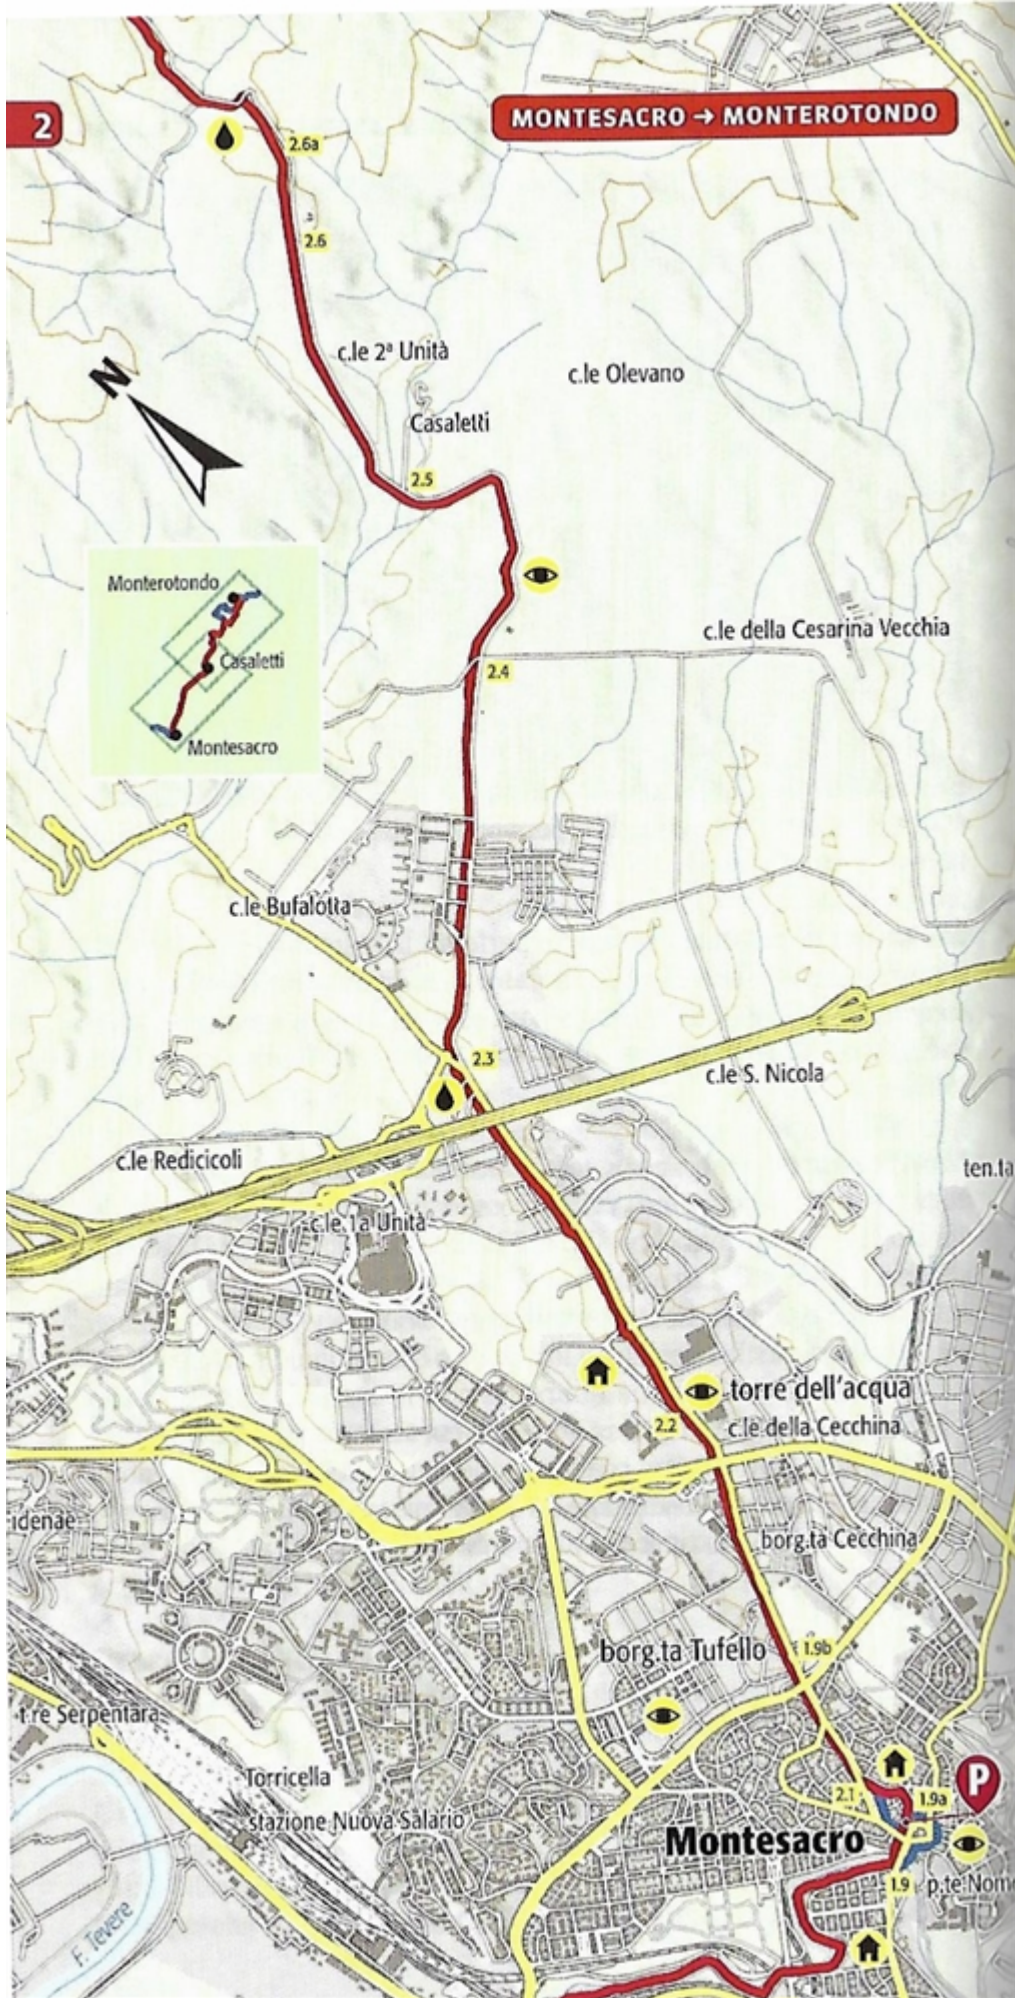 2
MONTESACRO → MONTEROTONDO
2.6a
2.6
c.le 2ª Unità
c.le Olevano
N
Casaletti
2.5
Monterotondo
Casaletti
Montesacro
c.le della Cesarina Vecchia
2.4
c.le Bufalotta
2.3
c.le S. Nicola
c.le Redicicoli
ten.ta
c.le 1a Unità
torre dell'acqua
2.2
c.le della Cecchina
idenae
borg.ta Cecchina
borg.ta Tufello
1.9b
t.re Serpentara
Torricella
P
2.1
1.9a
stazione Nuova Salario
Montesacro
1.9
p.te Nom
F. Tevere